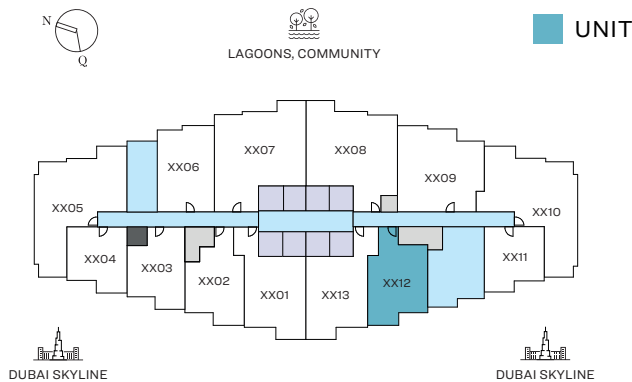 N
Q
LAGOONS, COMMUNITY
UNIT
XX07
XX08
XX06
XX09
XX05
XX10
XX04
XX03
XX02
XX01
XX13
XX12
XX11
DUBAI SKYLINE
DUBAI SKYLINE